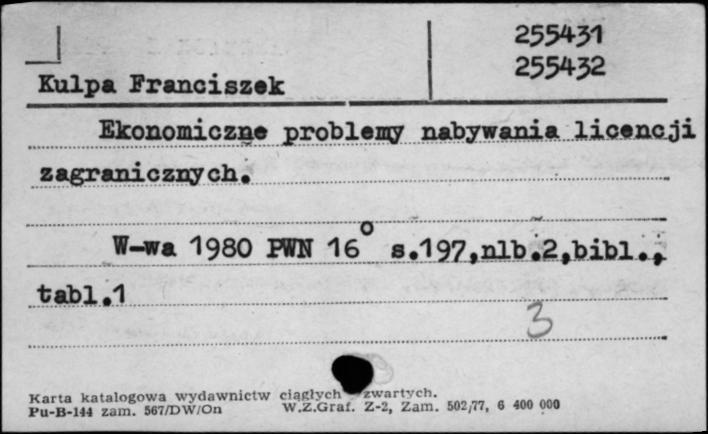 255431
255432
Kulpa Franciszek
Ekonomiczne problemy nabywania licencji
zagranicznych.
W-wa 1980 PWN 16° s.197,nlb.2,bibl.,
tabl.1
3
Karta katalogowa wydawnictw ciągłych zwartych.
Pu-B-144 zam. 567/DW/On W.Z.Graf. Z-2, Zam. 502/77, 6 400 000